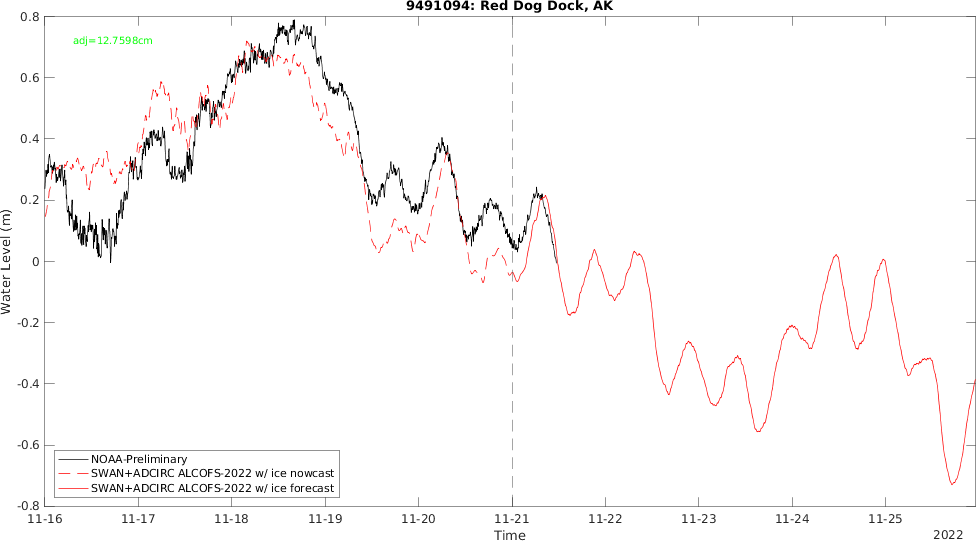 9491094: Red Dog Dock, AK
adj=12.7598cm
Water Level (m)
0.8
0.6
0.4
0.2
0
-0.2
-0.4
-0.6
-0.8
NOAA-Preliminary
SWAN+ADCIRC ALCOFS-2022 w/ ice nowcast
SWAN+ADCIRC ALCOFS-2022 w/ ice forecast
11-16 11-17 11-18 11-19 11-20 11-21 11-22 11-23 11-24 11-25
Time
2022